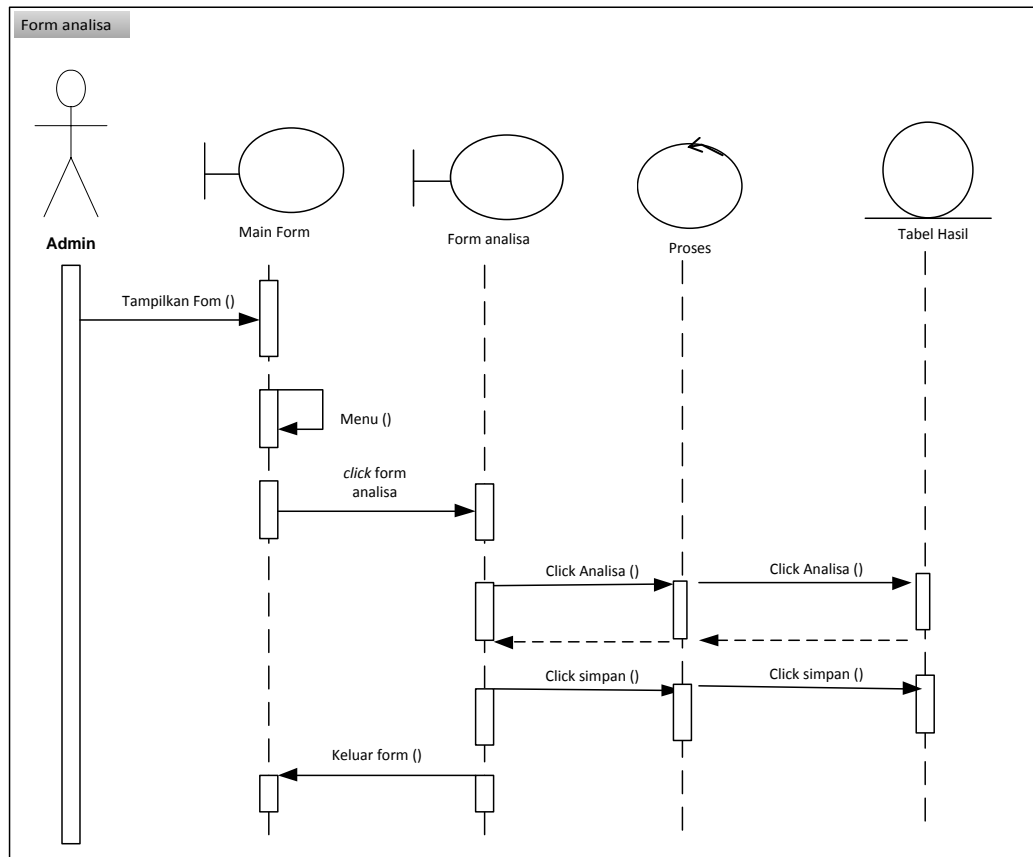 Form analisa
Admin
Main Form
Form analisa
Proses
Tabel Hasil
Tampilkan Fom ()
Menu ()
click form
analisa
Click Analisa ()
Click Analisa ()
Click simpan ()
Click simpan ()
Keluar form ()